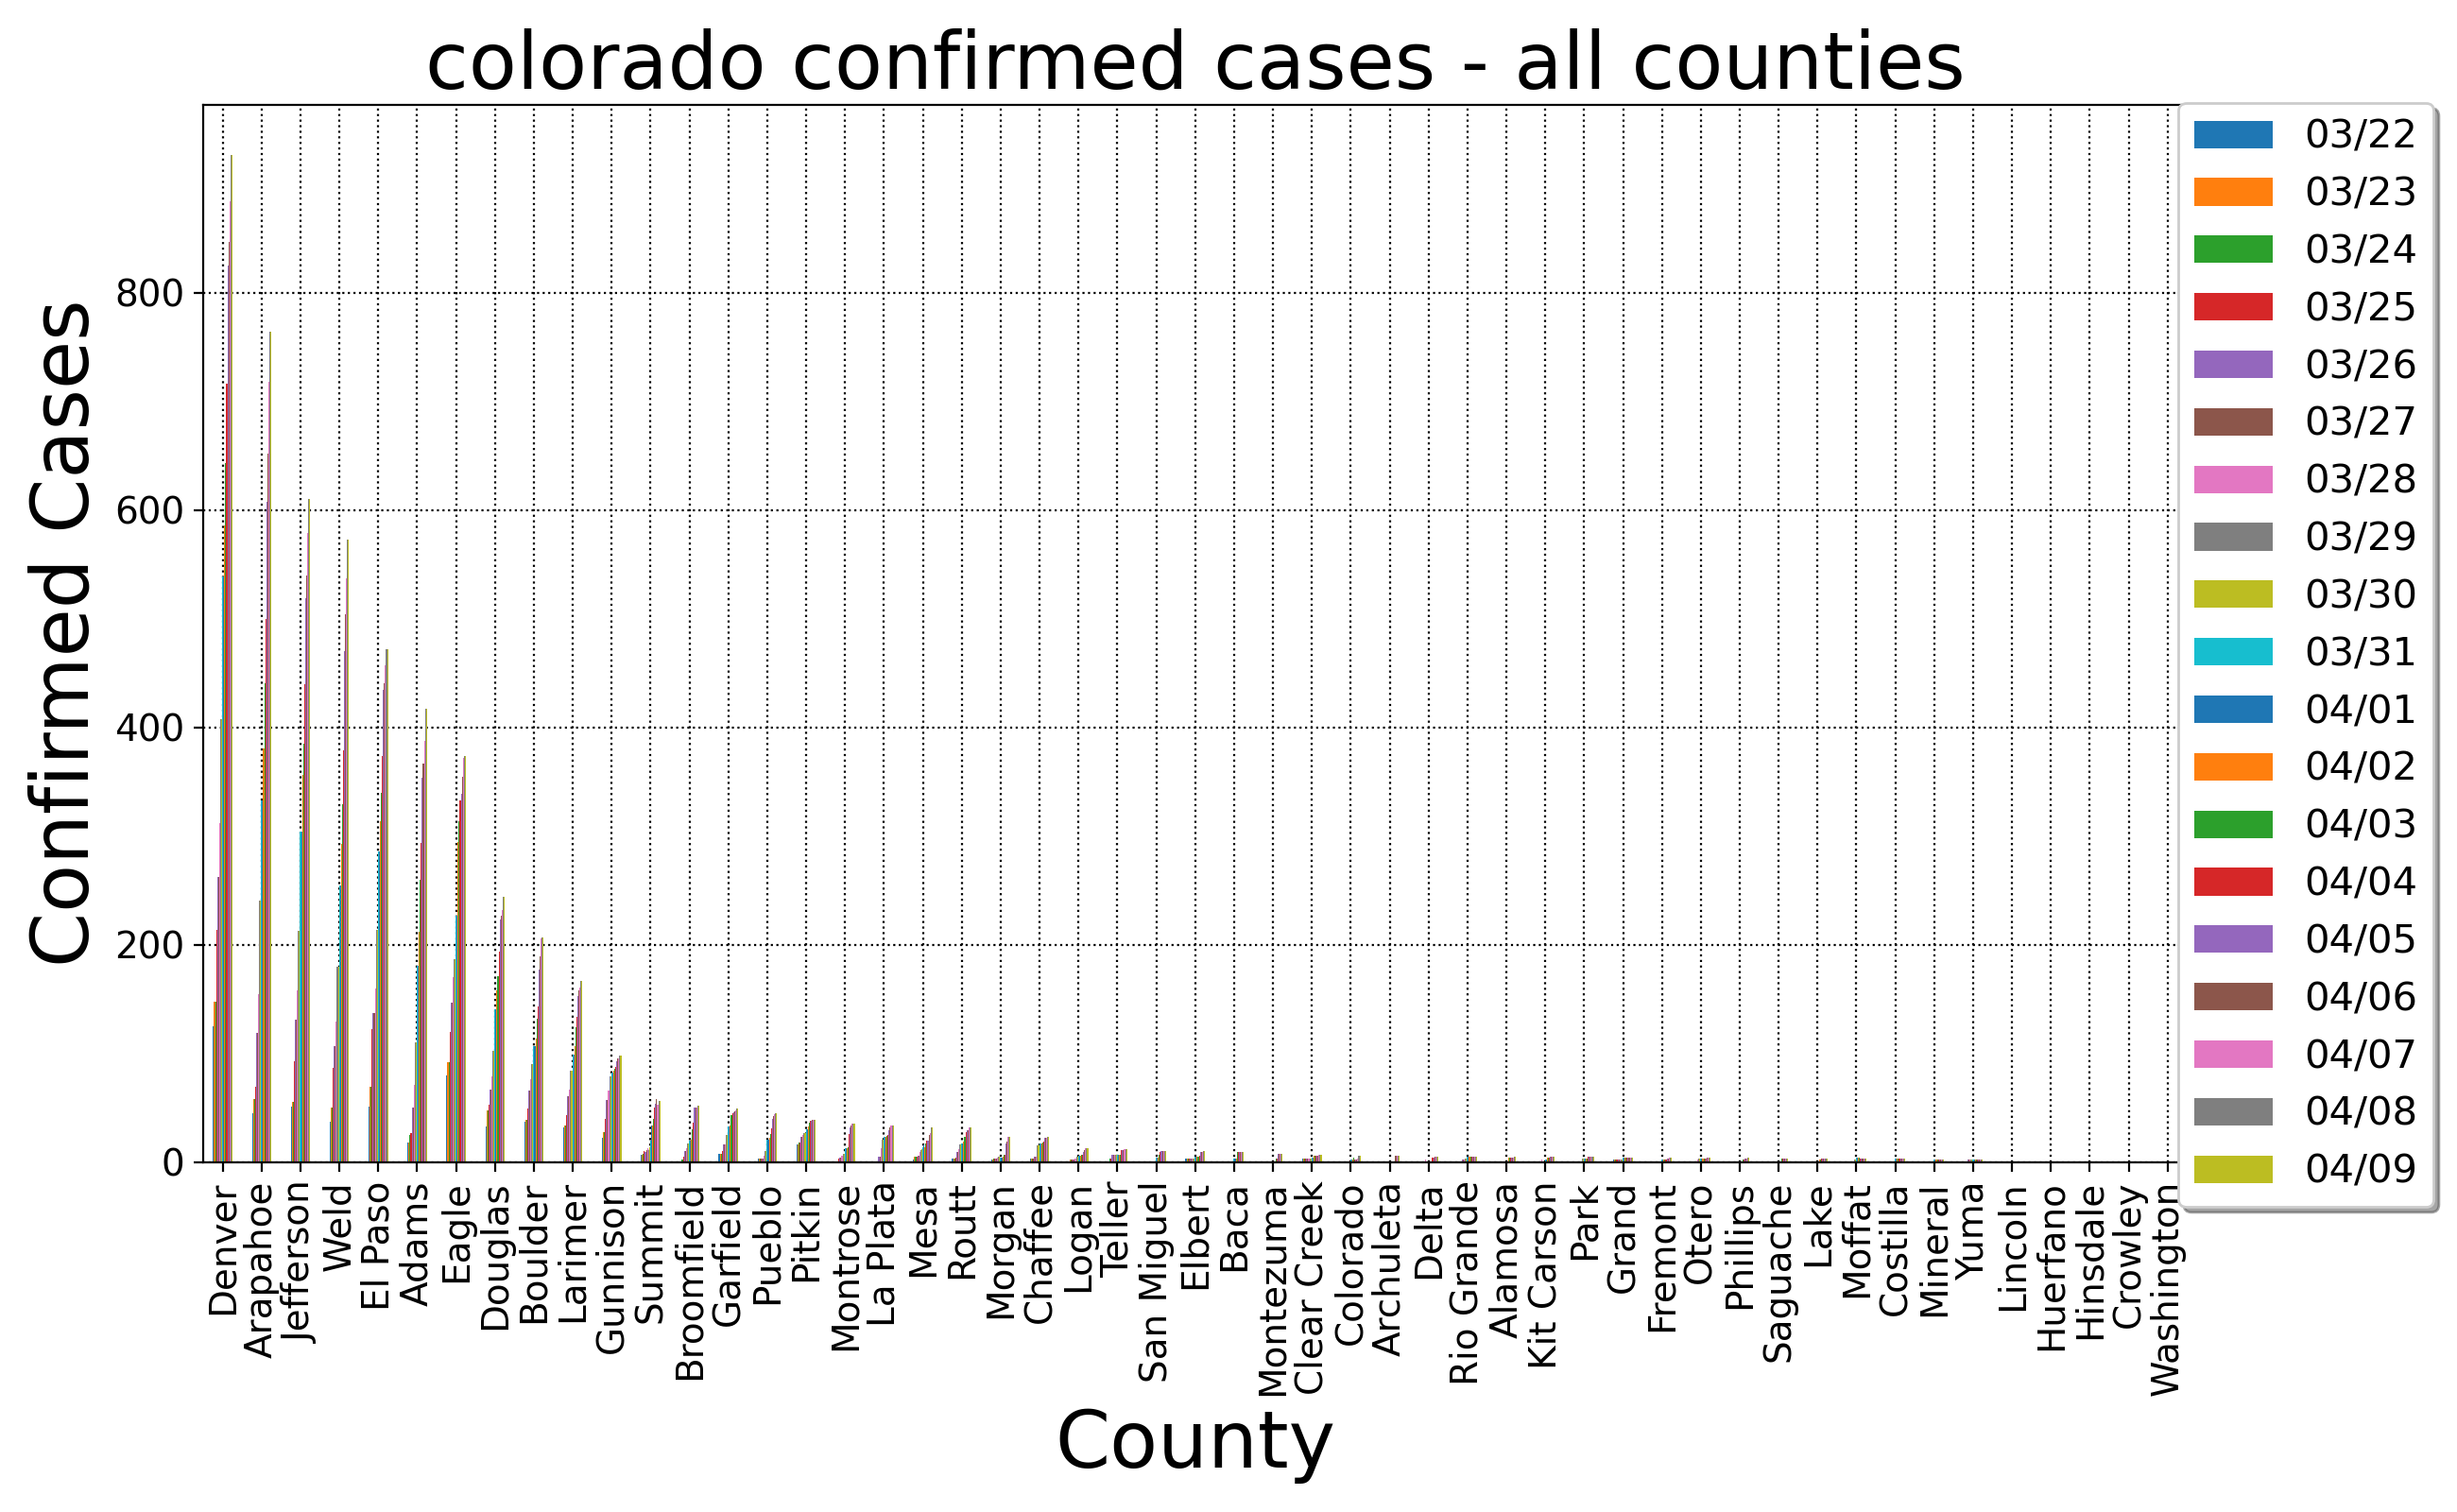 colorado confirmed cases - all counties
Confirmed Cases
800
600
400
200
0
Denver
Arapahoe
Jefferson
Weld
El Paso
Adams
Eagle
Douglas
Boulder
Larimer
Gunnison
Summit
Broomfield
Garfield
Pueblo
Pitkin
Montrose
La Plata
Mesa
Routt
Morgan
Chaffee
Logan
Teller
San Miguel
Elbert
Baca
Montezuma
Clear Creek
Colorado
Archuleta
Delta
Rio Grande
Alamosa
Kit Carson
Park
Grand
Fremont
Otero
Phillips
Saguache
Lake
Moffat
Costilla
Mineral
Yuma
Lincoln
Huerfano
Hinsdale
Crowley
Washington
County
03/22
03/23
03/24
03/25
03/26
03/27
03/28
03/29
03/30
03/31
04/01
04/02
04/03
04/04
04/05
04/06
04/07
04/08
04/09